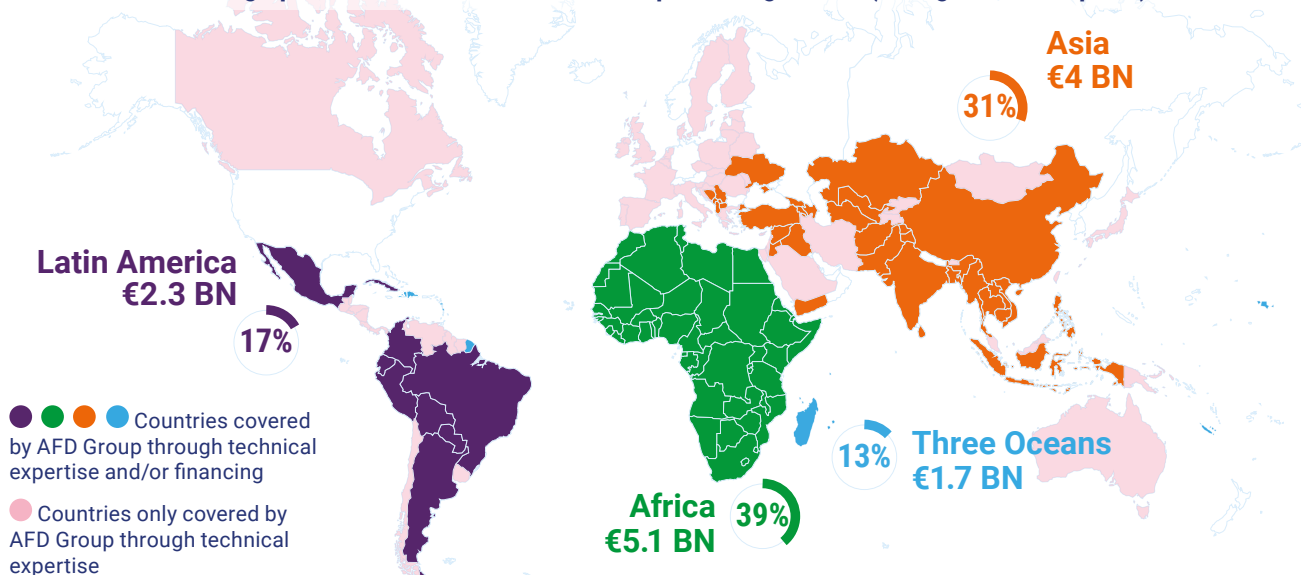 Asia
€4 BN
31%
Latin America
€2.3 BN
17%
Countries covered
by AFD Group through technical
expertise and/or financing
Countries only covered by
AFD Group through technical
expertise
13%
Three Oceans
€1.7 BN
Africa
€5.1 BN
39%